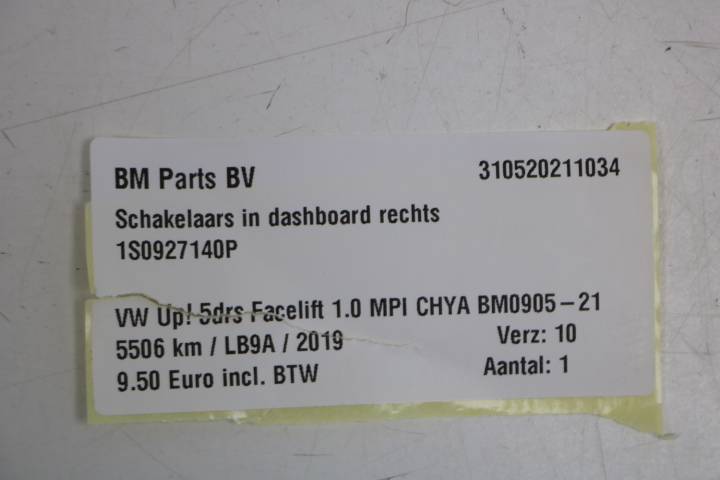 BM Parts BV 310520211034
Schakelaars in dashboard rechts
1S0927140P
VW Up! 5drs Facelift 1.0 MPI CHYA BM0905-21
5506 km / LB9A / 2019 Verz: 10
9.50 Euro incl. BTW Aantal: 1